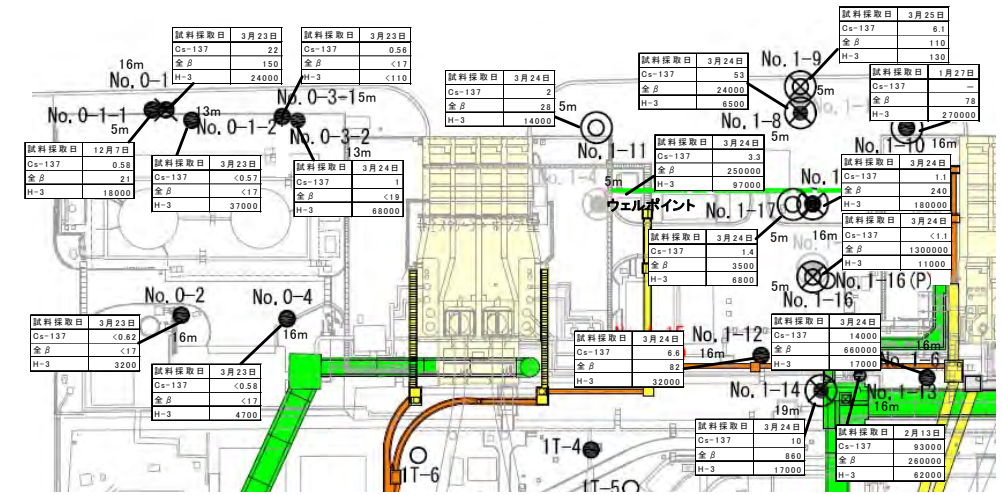 試料採取日 3月23日
Cs-137 22
全β 150
H-3 24000
試料採取日 3月23日
Cs-137 0.56
全β <17
H-3 <110
試料採取日 3月25日
Cs-137 6.1
全β 110
H-3 130
試料採取日 3月24日
Cs-137 2
全β 28
H-3 14000
試料採取日 3月24日
Cs-137 53
全β 24000
H-3 6500
試料採取日 1月27日
Cs-137 －
全β 78
H-3 270000
16m
No. 0-1
No. 0-1-1
5m
13m
No. 0-1-2
No. 0-3-1
5m
No. 0-3-2
13m
5m
No. 1-11
No. 1-9
5m
No. 1-8
5m
No. 1-10
16m
試料採取日 12月7日
Cs-137 0.58
全β 21
H-3 18000
試料採取日 3月23日
Cs-137 <0.57
全β <17
H-3 37000
試料採取日 3月24日
Cs-137 1
全β <19
H-3 68000
試料採取日 3月24日
Cs-137 3.3
全β 250000
H-3 97000
試料採取日 3月24日
Cs-137 1.1
全β 240
H-3 180000
5m
ウェルポイント
No. 1-17
5m
No. 1
16m
試料採取日 3月24日
Cs-137 1.4
全β 3500
H-3 6800
試料採取日 3月24日
Cs-137 <1.1
全β 1300000
H-3 11000
5m
No. 1-16(P)
No. 1-16
No. 0-2
16m
No. 0-4
16m
試料採取日 3月23日
Cs-137 <0.62
全β <17
H-3 3200
試料採取日 3月23日
Cs-137 <0.58
全β <17
H-3 4700
試料採取日 3月24日
Cs-137 6.6
全β 82
H-3 32000
No. 1-12
16m
試料採取日 3月24日
Cs-137 14000
全β 660000
H-3 17000
16m
No. 1-6
No. 1-14
19m
No. 1-13
16m
試料採取日 3月24日
Cs-137 10
全β 860
H-3 17000
試料採取日 2月13日
Cs-137 93000
全β 260000
H-3 62000
1T-6
1T-4
1T-5